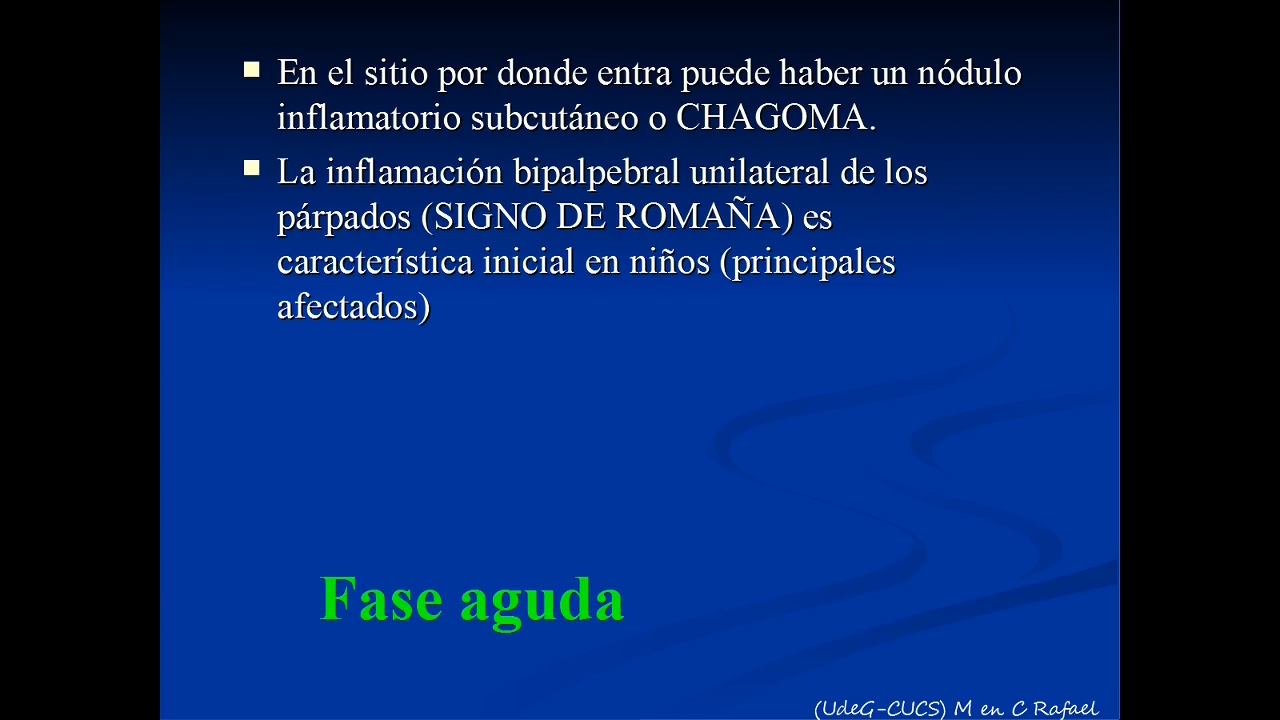 En el sitio por donde entra puede haber un nódulo
inflamatorio subcutáneo o CHAGOMA.
La inflamación bipalpebral unilateral de los
párpados (SIGNO DE ROMAÑA) es
característica inicial en niños (principales
afectados)
Fase aguda
(UdeG-CUCS) M en C Rafael